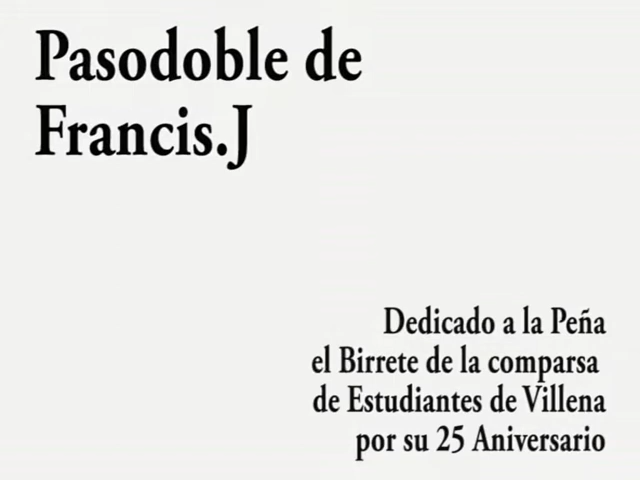 Pasodoble de
Francis.J
Dedicado a la Peña
el Birrete de la comparsa
de Estudiantes de Villena
por su 25 Aniversario